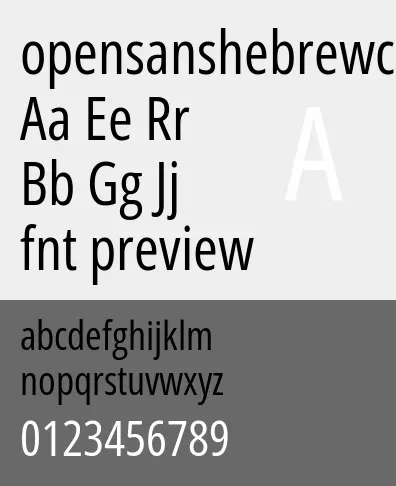 opensanshebrewc
Aa Ee Rr
A
Bb Gg Jj
fnt preview
abcdefghijklm
nopqrstuvwxyz
0123456789